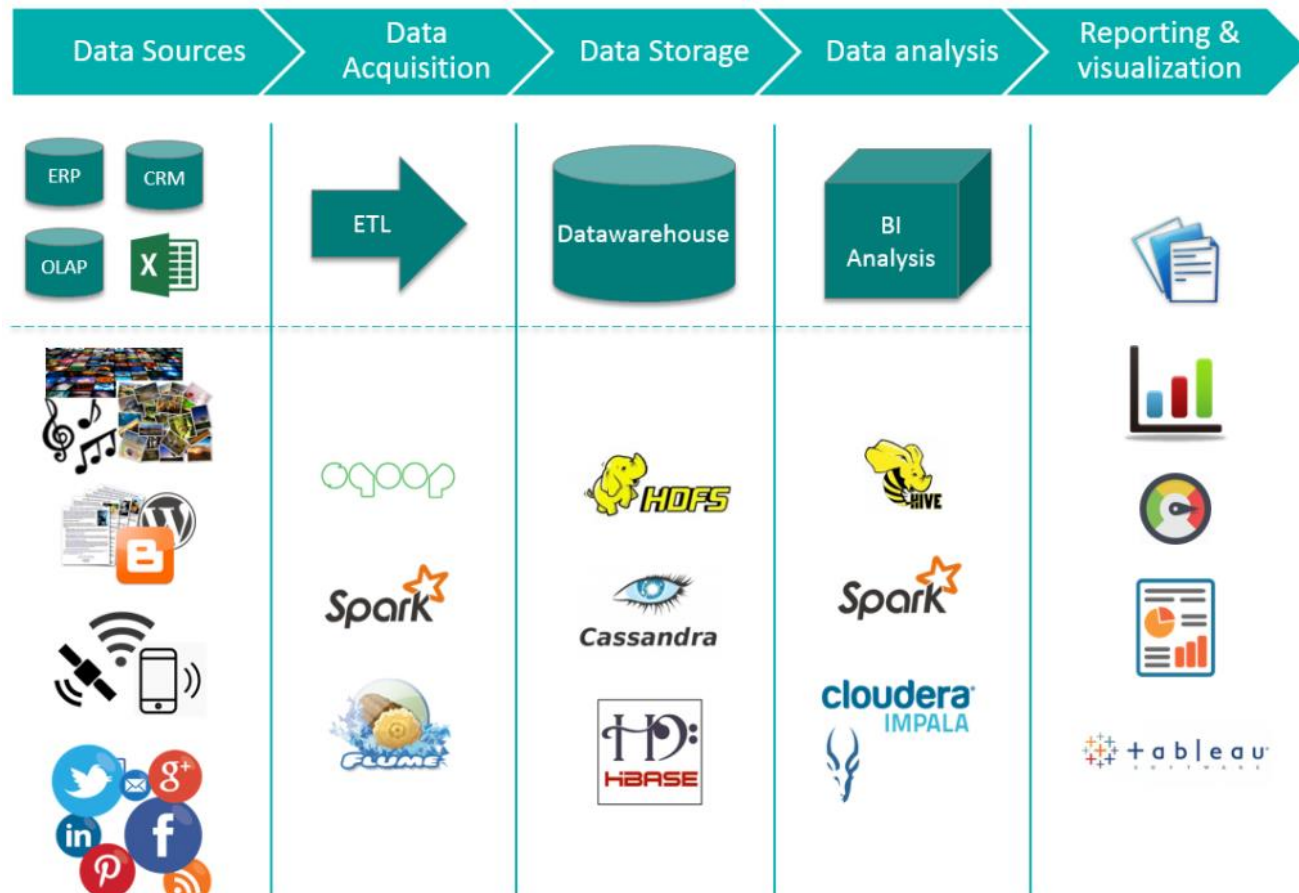 Data Sources
Data
Acquisition
Data Storage
Data analysis
Reporting &
visualization
ERP
CRM
OLAP
X
ETL
Datawarehouse
BI
Analysis
sqoop
Spark
FLUME
HDFS
Cassandra
HBASE
HIVE
Spark
cloudera
IMPALA
g+
in
f
+ a b l e a u
S O F T W A R E